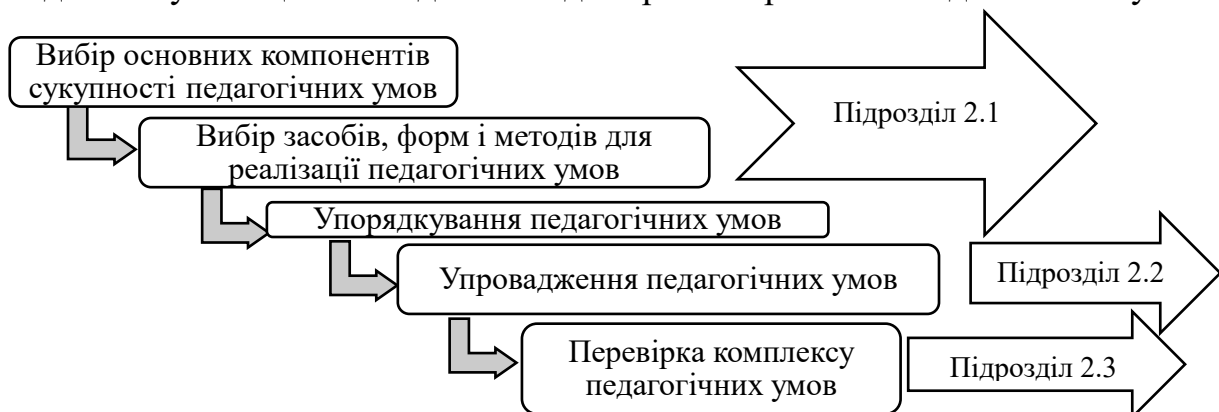 Вибір основних компонентів
сукупності педагогічних умов
Підрозділ 2.1
Вибір засобів, форм і методів для
реалізації педагогічних умов
Упорядкування педагогічних умов
Упровадження педагогічних умов
Підрозділ 2.2
Перевірка комплексу
педагогічних умов
Підрозділ 2.3